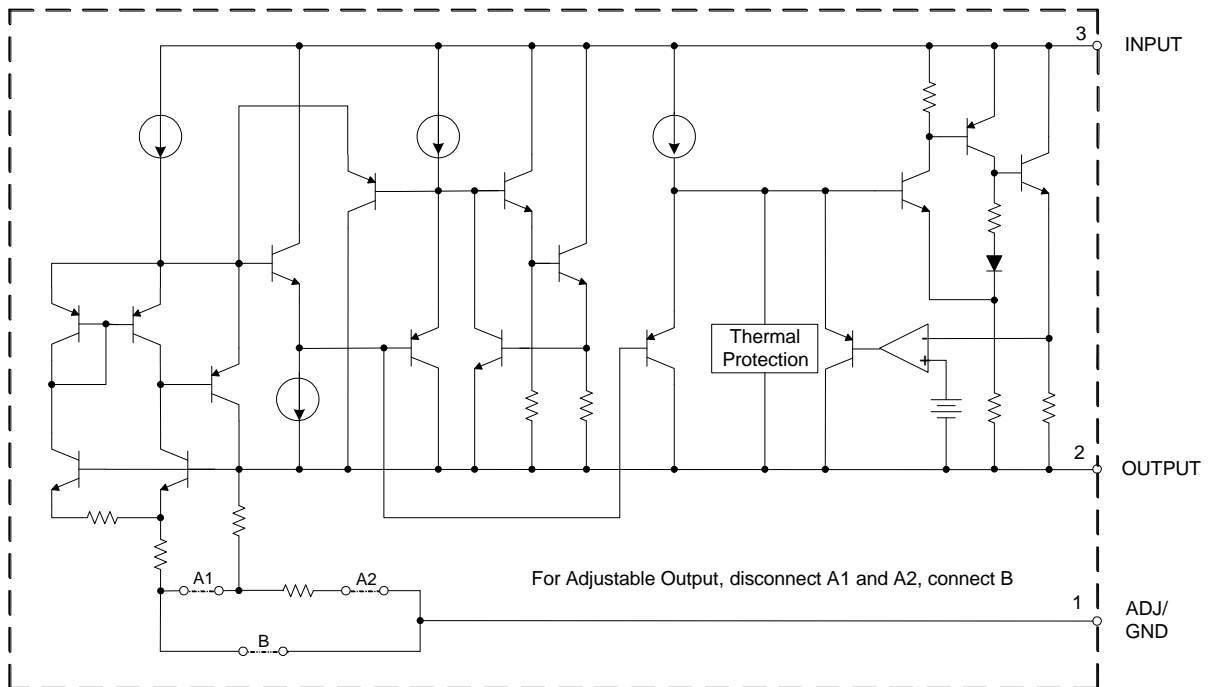 3
INPUT
Thermal
Protection
-
+
2
OUTPUT
A1
A2
For Adjustable Output, disconnect A1 and A2, connect B
1
ADJ/
GND
B